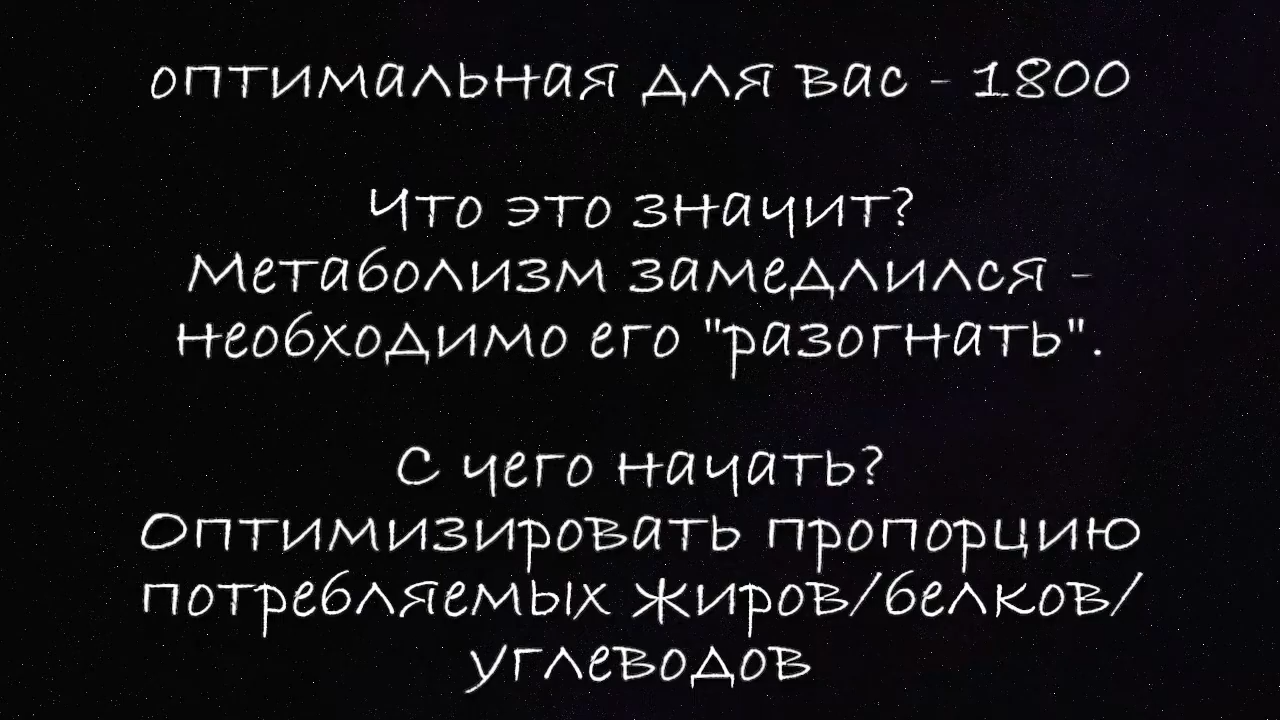 оптимальная для вас - 1800
Что это значит?
Метаболизм замедлился -
необходимо его "разогнать".
С чего начать?
Оптимизировать пропорцию
потребляемых жиров/белков/
углеводов